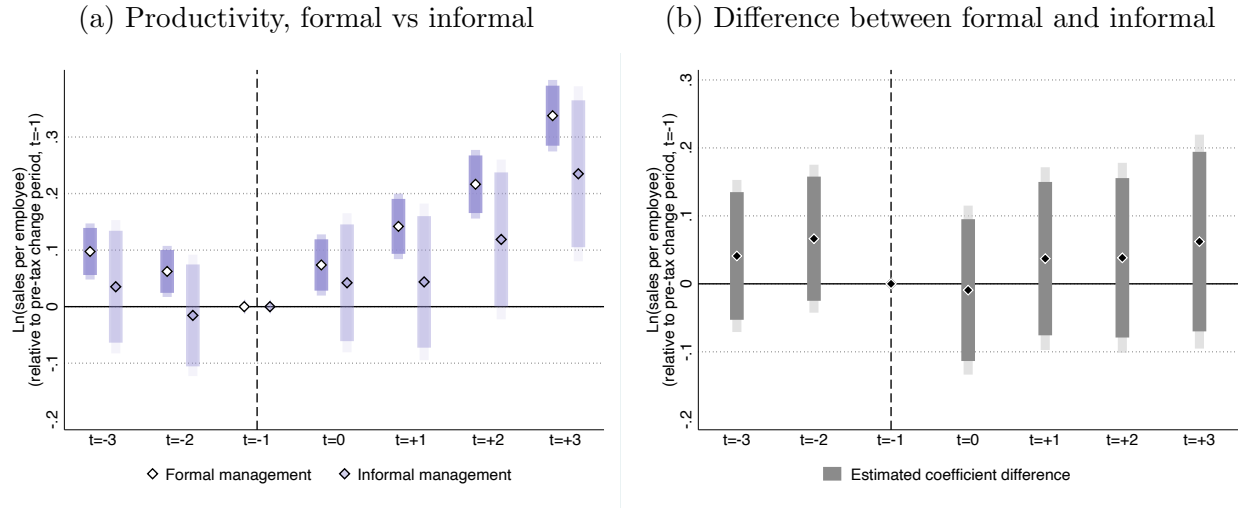 (a) Productivity, formal vs informal
Ln(sales per employee)
(relative to pre-tax change period, t=-1)
.3
.2
.1
0
-.1
-.2
t=-3 t=-2 t=-1 t=0 t=+1 t=+2 t=+3
Formal management Informal management
(b) Difference between formal and informal
Ln(sales per employee)
(relative to pre-tax change period, t=-1)
.3
.2
.1
0
-.1
-.2
t=-3 t=-2 t=-1 t=0 t=+1 t=+2 t=+3
Estimated coefficient difference